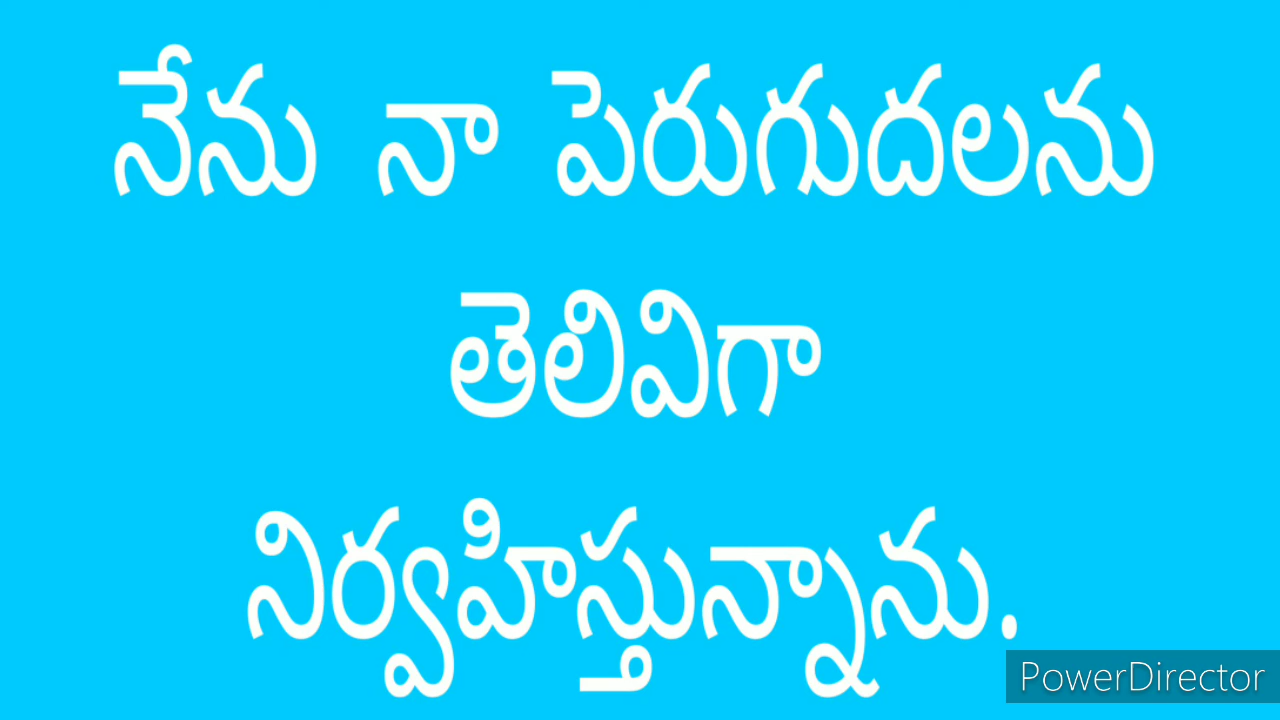 నేను నా పెరుగుదలను
తెలివిగా
నిర్వహిస్తున్నాను.
PowerDirector